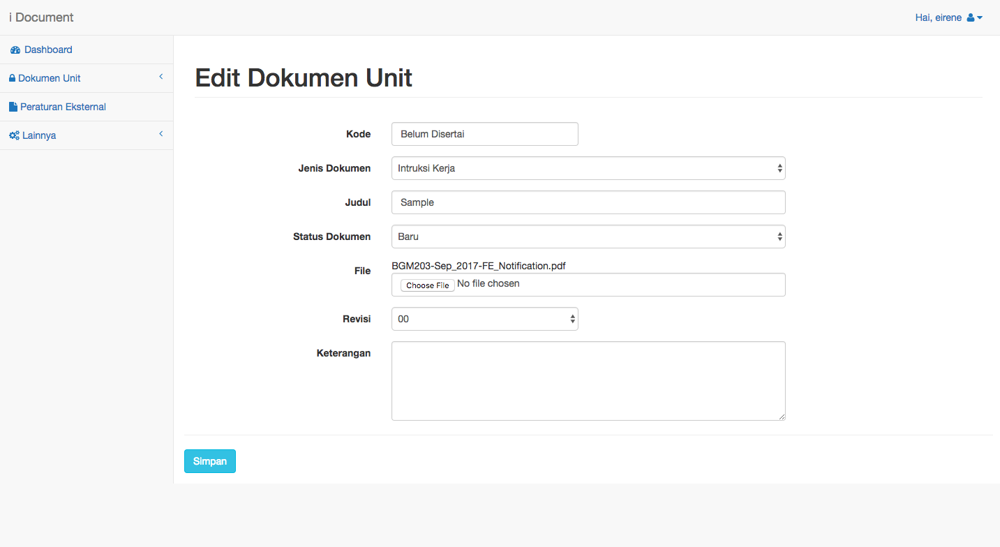 i Document
Hai, eirene
Dashboard
Dokumen Unit
Peraturan Eksternal
Lainnya
Edit Dokumen Unit
Kode Belum Disertai
Jenis Dokumen Intruksi Kerja
Judul Sample
Status Dokumen Baru
File BGM203-Sep_2017-FE_Notification.pdf
Choose File No file chosen
Revisi 00
Keterangan
Simpan